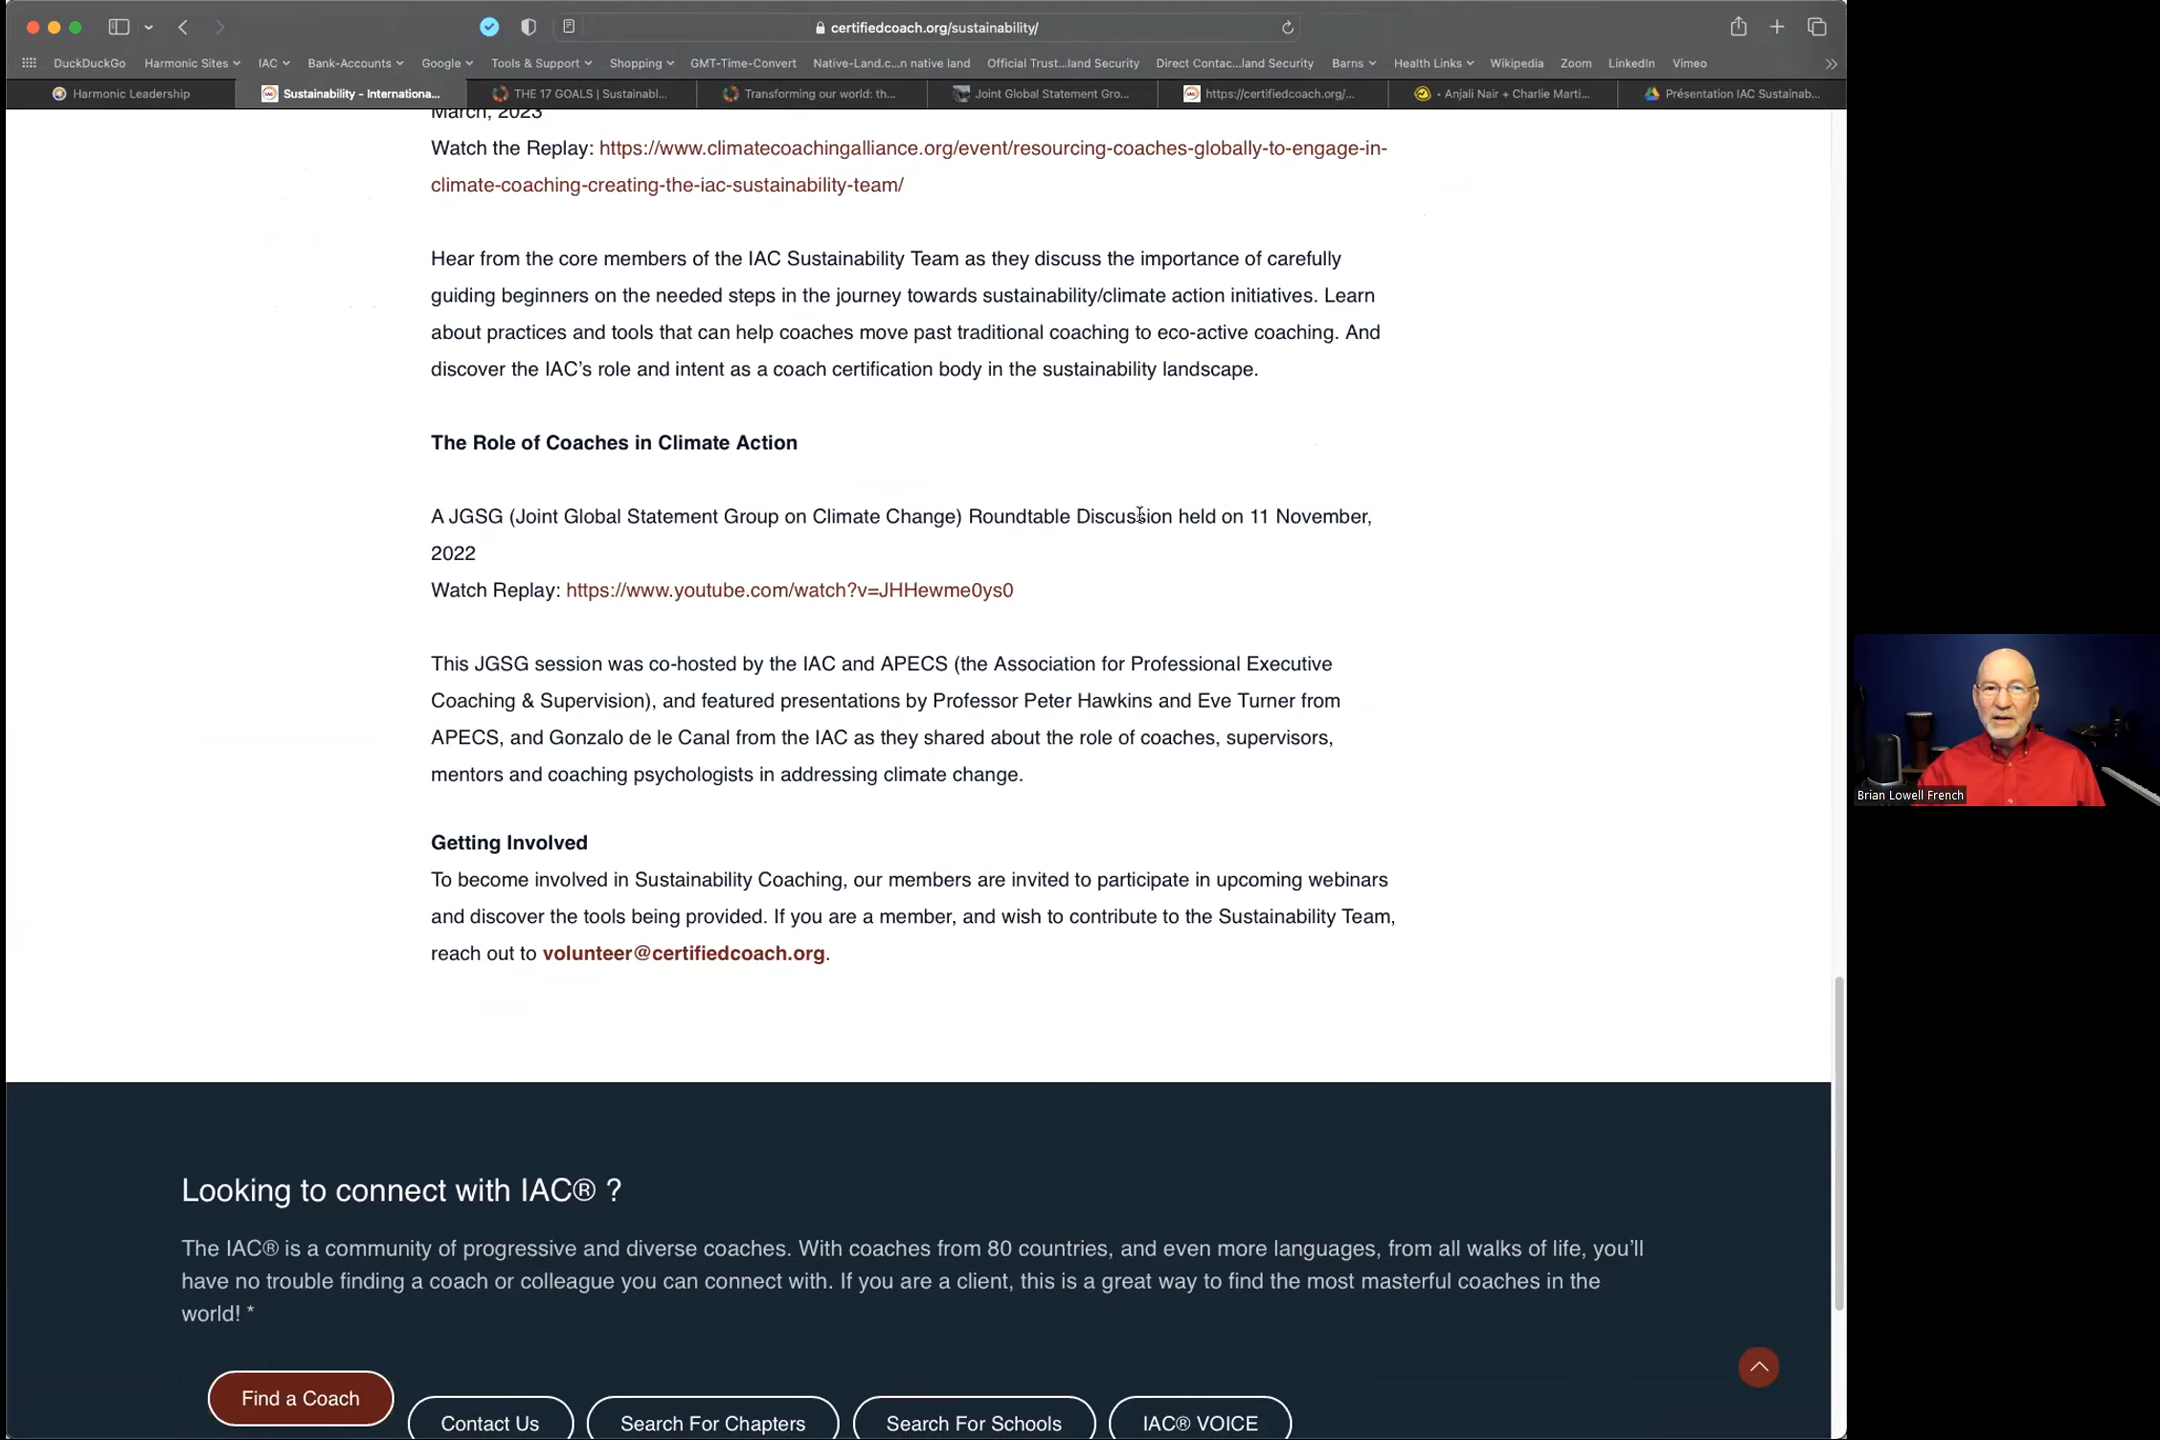 certifiedcoach.org/sustainability/
DuckDuckGo Harmonic Sites IAC Bank-Accounts Google Tools & Support Shopping GMT-Time-Convert Native-Land.c...n native land Official Trust...land Security Direct Contac...land Security Barns Health Links Wikipedia Zoom LinkedIn Vimeo
Harmonic Leadership Sustainability - Internationa... THE 17 GOALS | Sustainabl... Transforming our world: th... Joint Global Statement Gro... https://certifiedcoach.org/... • Anjali Nair + Charlie Marti... Présentation IAC Sustainab...
March, 2023
Watch the Replay: https://www.climatecoachingalliance.org/event/resourcing-coaches-globally-to-engage-in-
climate-coaching-creating-the-iac-sustainability-team/
Hear from the core members of the IAC Sustainability Team as they discuss the importance of carefully
guiding beginners on the needed steps in the journey towards sustainability/climate action initiatives. Learn
about practices and tools that can help coaches move past traditional coaching to eco-active coaching. And
discover the IAC’s role and intent as a coach certification body in the sustainability landscape.
The Role of Coaches in Climate Action
A JGSG (Joint Global Statement Group on Climate Change) Roundtable Discussion held on 11 November,
2022
Watch Replay: https://www.youtube.com/watch?v=JHHewme0ys0
This JGSG session was co-hosted by the IAC and APECS (the Association for Professional Executive
Coaching & Supervision), and featured presentations by Professor Peter Hawkins and Eve Turner from
APECS, and Gonzalo de le Canal from the IAC as they shared about the role of coaches, supervisors,
mentors and coaching psychologists in addressing climate change.
Brian Lowell French
Getting Involved
To become involved in Sustainability Coaching, our members are invited to participate in upcoming webinars
and discover the tools being provided. If you are a member, and wish to contribute to the Sustainability Team,
reach out to volunteer@certifiedcoach.org.
Looking to connect with IAC® ?
The IAC® is a community of progressive and diverse coaches. With coaches from 80 countries, and even more languages, from all walks of life, you’ll
have no trouble finding a coach or colleague you can connect with. If you are a client, this is a great way to find the most masterful coaches in the
world! *
Find a Coach Contact Us Search For Chapters Search For Schools IAC® VOICE